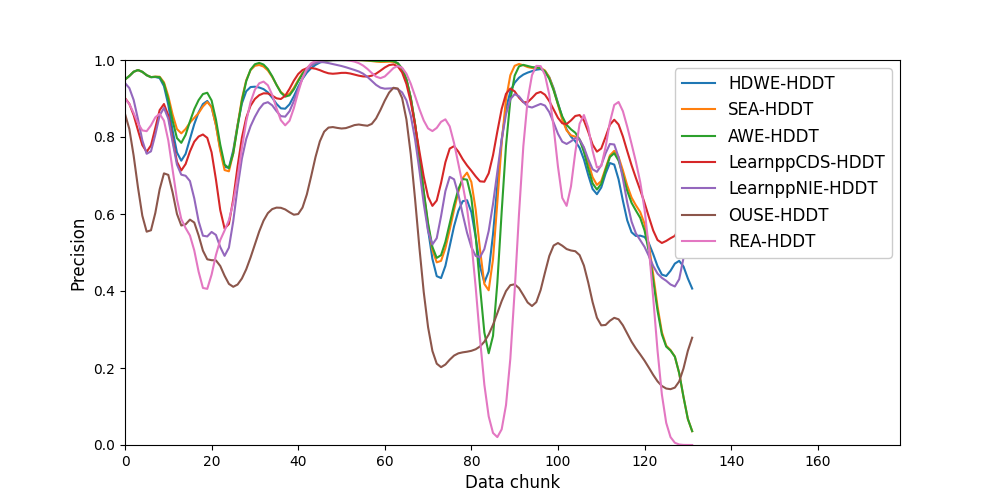 1.0
0.8
0.6
0.4
0.2
0.0
Precision
0
20
40
60
80
100
120
140
160
Data chunk
HDWE-HDDT
SEA-HDDT
AWE-HDDT
LearnppCDS-HDDT
LearnppNIE-HDDT
OUSE-HDDT
REA-HDDT